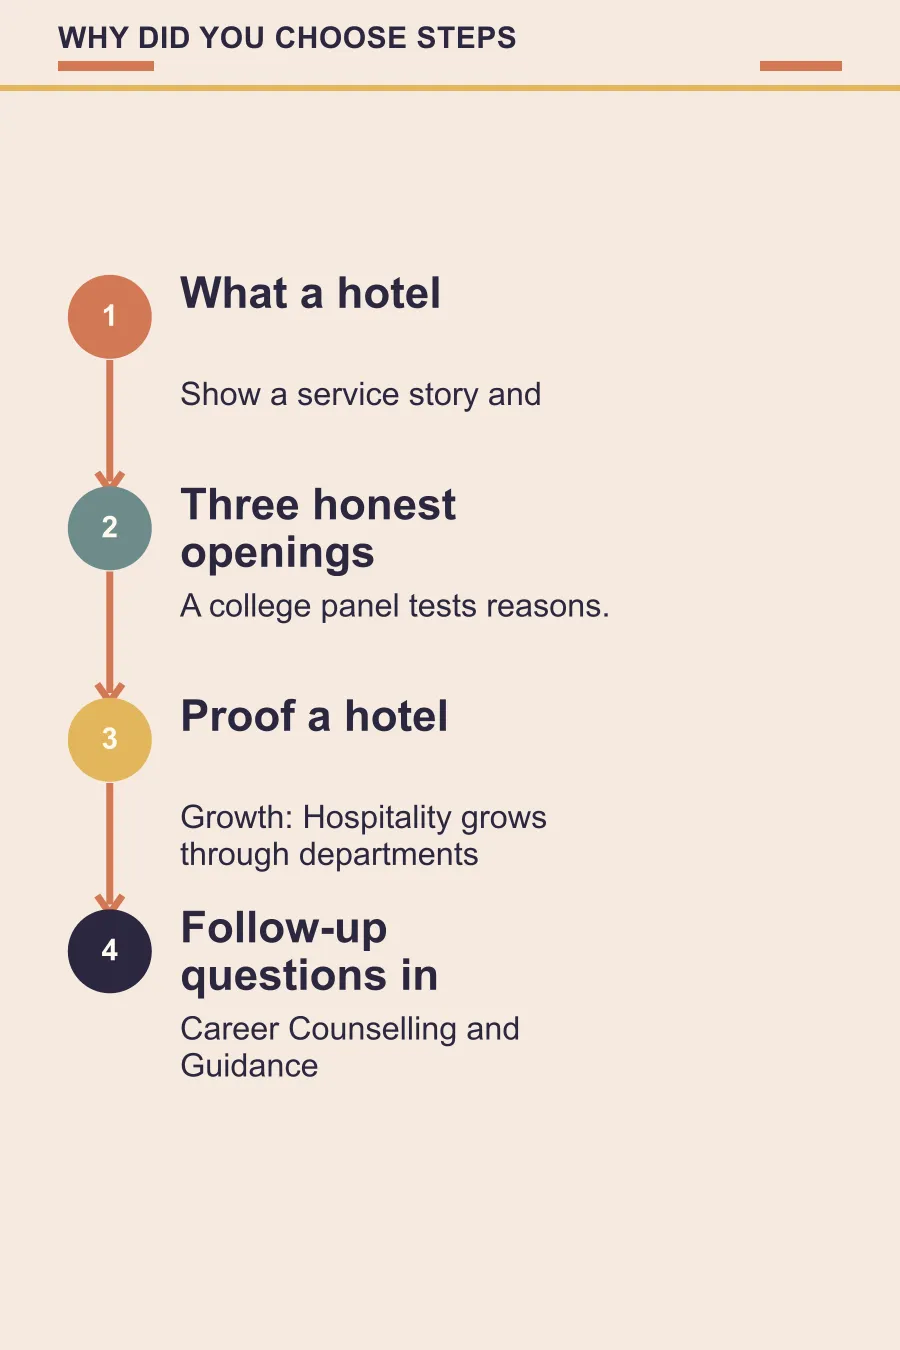 WHY DID YOU CHOOSE STEPS
1
What a hotel
Show a service story and
2
Three honest
openings
A college panel tests reasons.
3
Proof a hotel
Growth: Hospitality grows
through departments
4
Follow-up
questions in
Career Counselling and
Guidance